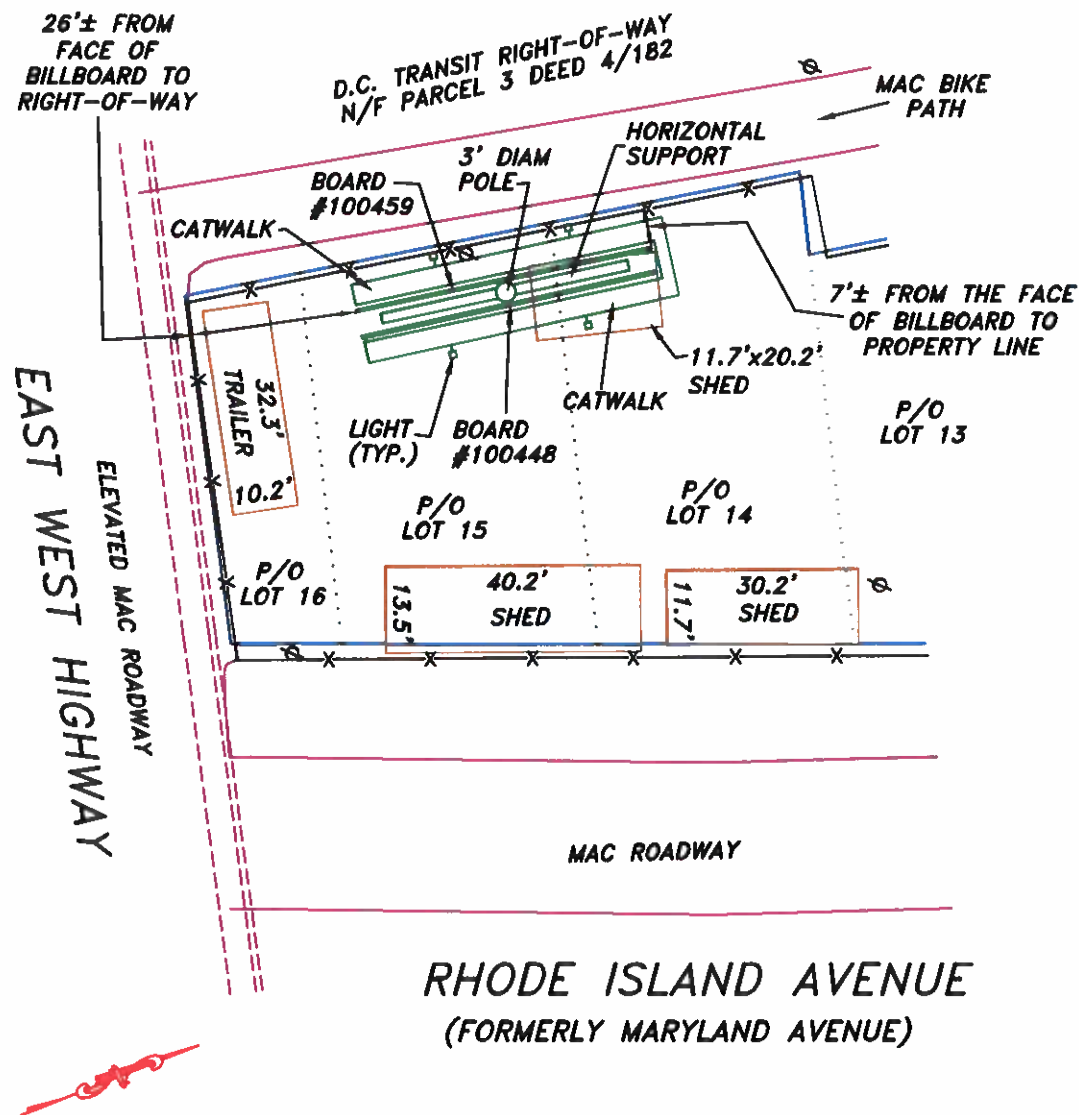 26'± FROM
FACE OF
BILLBOARD TO
RIGHT-OF-WAY
D.C. TRANSIT RIGHT-OF-WAY
N/F PARCEL 3 DEED 4/182
MAC BIKE
PATH
HORIZONTAL
SUPPORT
3' DIAM
POLE
BOARD
#100459
CATWALK
7'± FROM THE FACE
OF BILLBOARD TO
PROPERTY LINE
11.7'x20.2'
SHED
CATWALK
LIGHT
(TYP.)
BOARD
#100448
32.3'
TRAILER
10.2'
P/O
LOT 13
P/O
LOT 14
P/O
LOT 15
P/O
LOT 16
40.2'
SHED
13.5'
30.2'
SHED
11.7'
EAST WEST HIGHWAY
ELEVATED MAC ROADWAY
MAC ROADWAY
RHODE ISLAND AVENUE
(FORMERLY MARYLAND AVENUE)